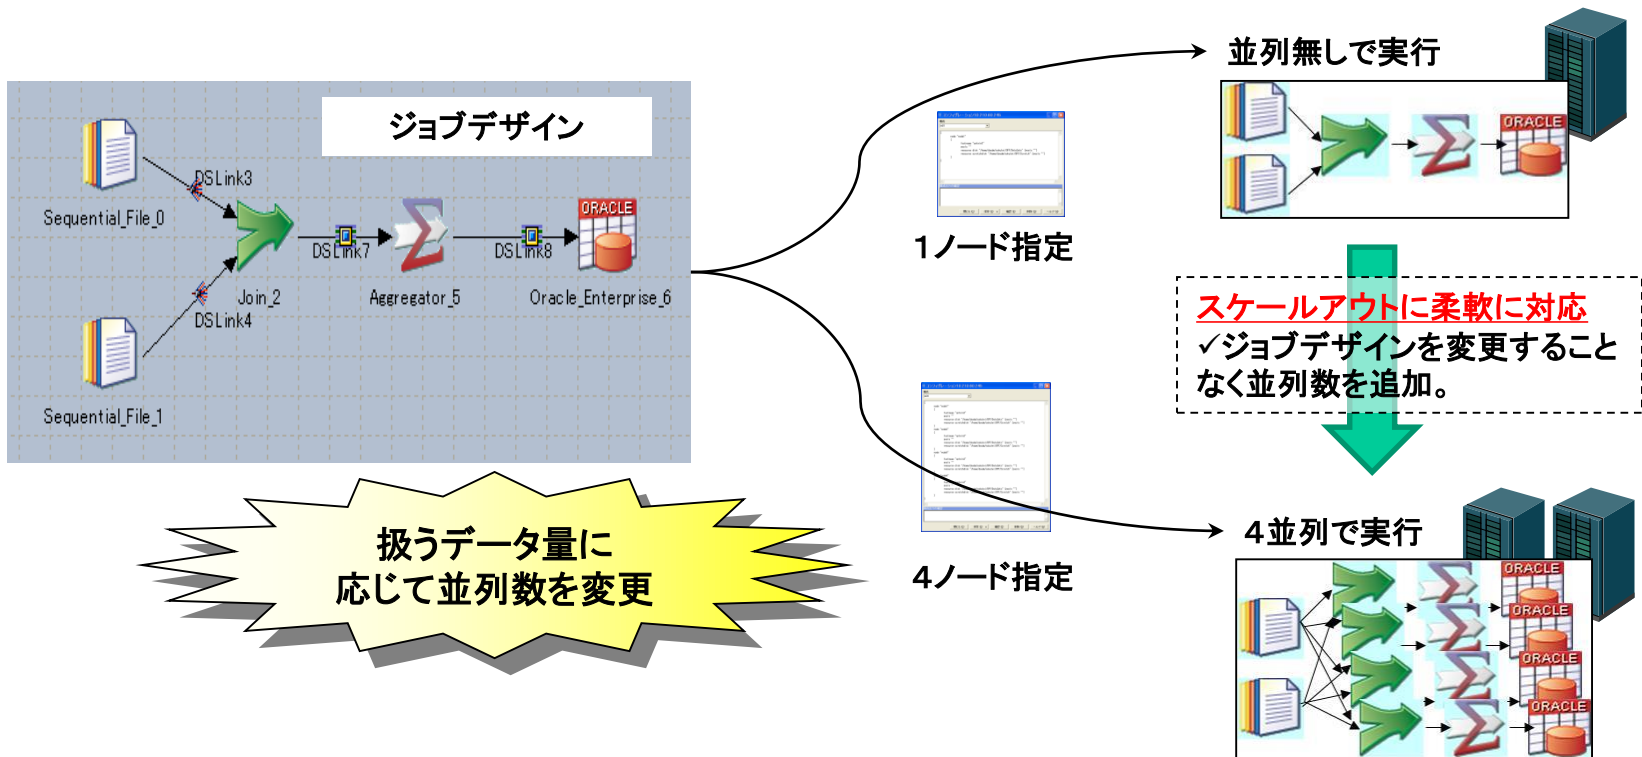 ジョブデザイン
DSLink3
Sequential_File_0
DSLink7
Join_2
DSLink4
Aggregator_5
DSLink8
ORACLE
Oracle_Enterprise_6
Sequential_File_1
扱うデータ量に
応じて並列数を変更
1ノード指定
4ノード指定
並列無しで実行
ORACLE
スケールアウトに柔軟に対応
✓ジョブデザインを変更すること
なく並列数を追加。
4並列で実行
ORACLE
ORACLE
ORACLE
ORACLE